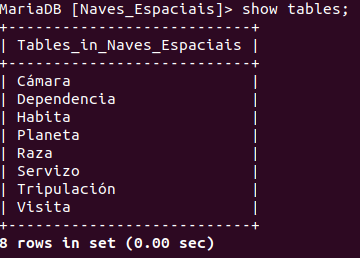 MariaDB [Naves_Espaciais]> show tables;
+---------------------------+
| Tables_in_Naves_Espaciais |
+---------------------------+
| Cámara                    |
| Dependencia               |
| Habita                    |
| Planeta                   |
| Raza                      |
| Servizo                   |
| Tripulación               |
| Visita                    |
+---------------------------+
8 rows in set (0.00 sec)